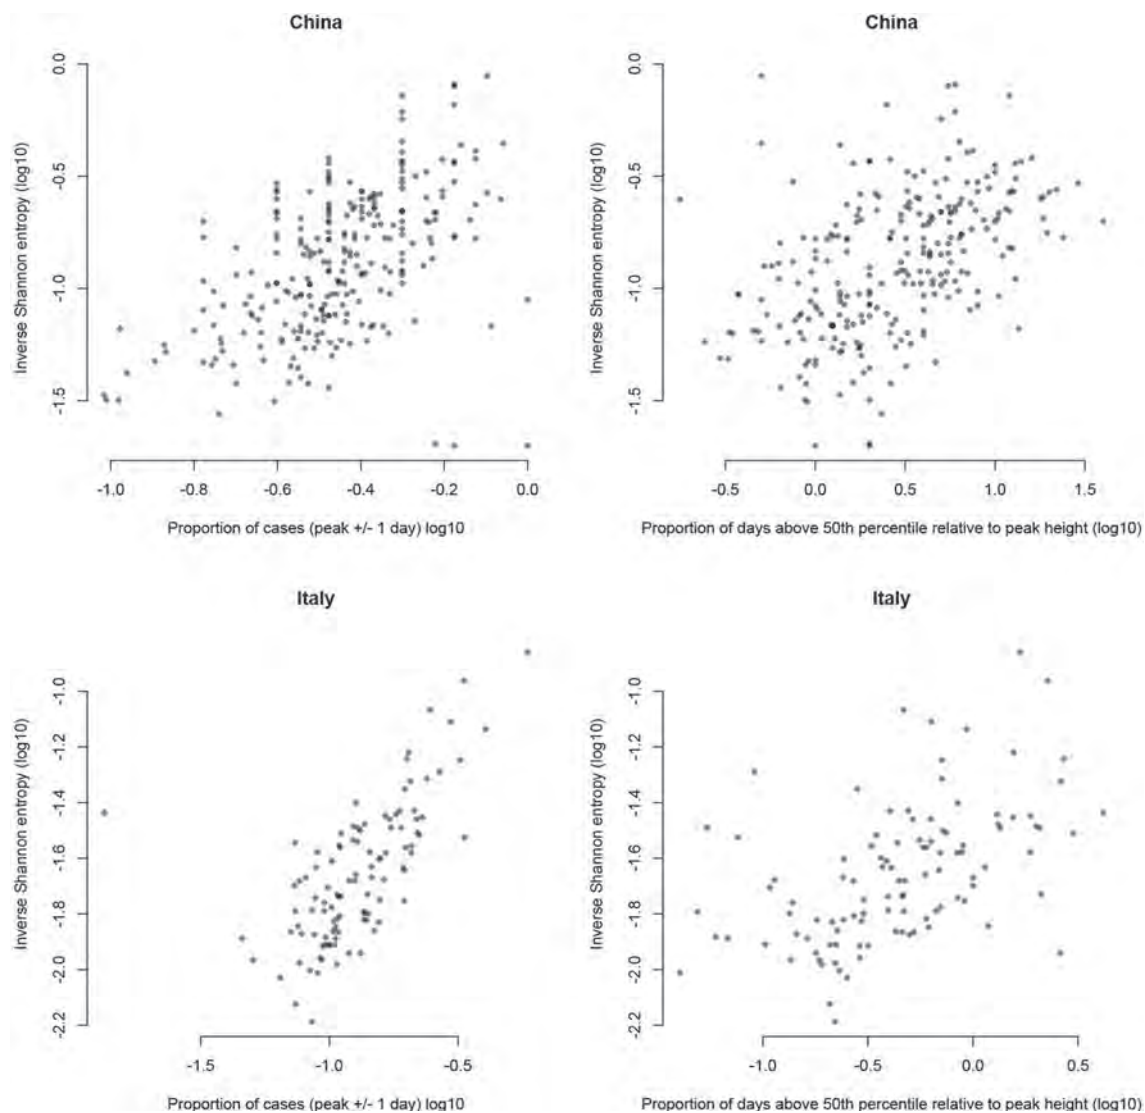 China
0.0
-0.5
-1.0
-1.5
Inverse Shannon entropy (log10)
-1.0 -0.8 -0.6 -0.4 -0.2 0.0
Proportion of cases (peak +/- 1 day) log10
China
0.0
-0.5
-1.0
-1.5
Inverse Shannon entropy (log10)
-0.5 0.0 0.5 1.0 1.5
Proportion of days above 50th percentile relative to peak height (log10)
Italy
-1.0
-1.2
-1.4
-1.6
-1.8
-2.0
-2.2
Inverse Shannon entropy (log10)
-1.5 -1.0 -0.5
Proportion of cases (peak +/- 1 day) log10
Italy
-1.0
-1.2
-1.4
-1.6
-1.8
-2.0
-2.2
Inverse Shannon entropy (log10)
-1.0 -0.5 0.0 0.5
Proportion of days above 50th percentile relative to peak height (log10)